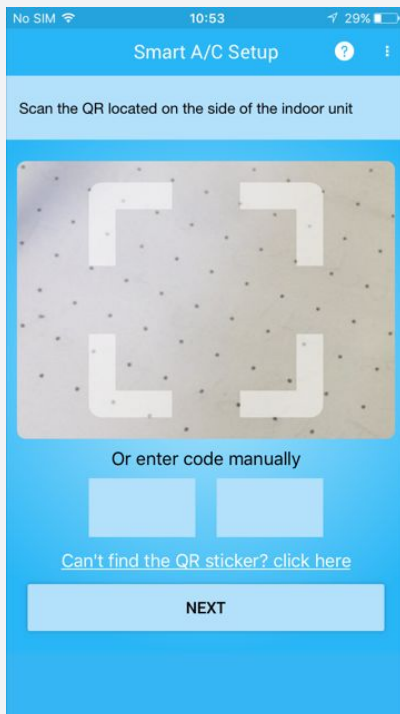 No SIM 10:53 29%
Smart A/C Setup ?
Scan the QR located on the side of the indoor unit
Or enter code manually
Can't find the QR sticker? click here
NEXT